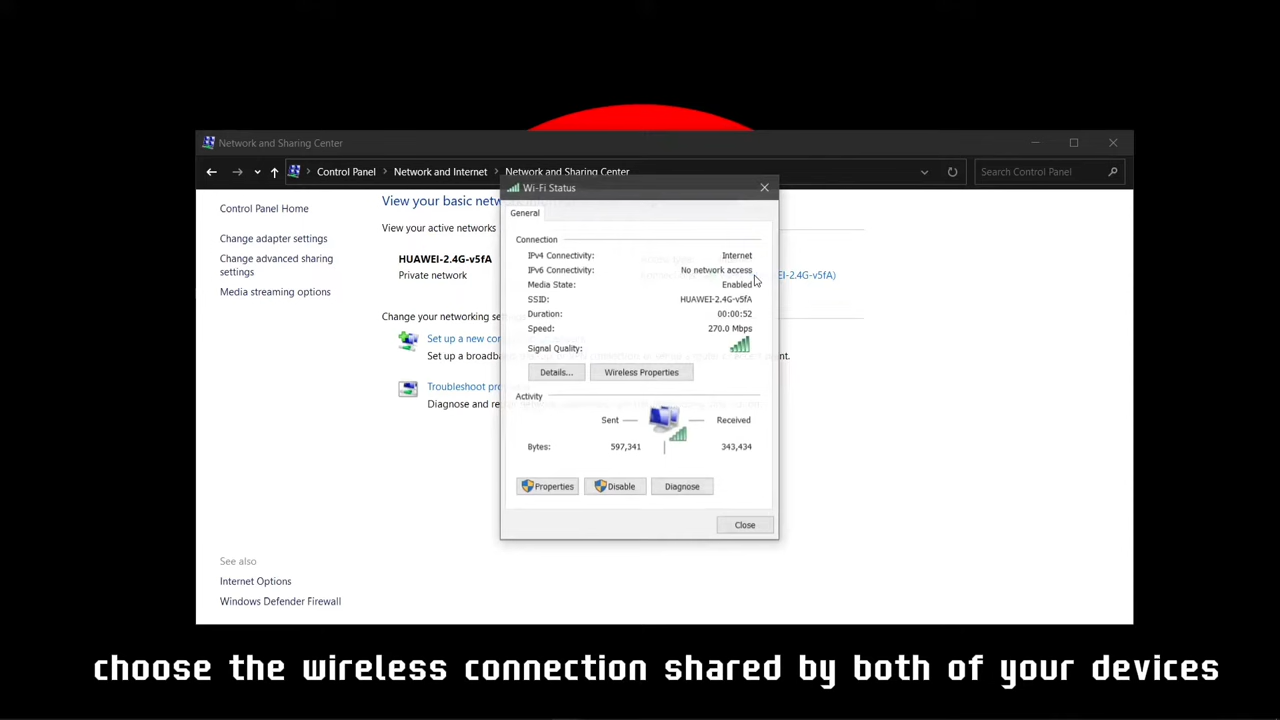 Network and Sharing Center
Control Panel > Network and Internet > Network and Sharing Center
Search Control Panel
Control Panel Home
Change adapter settings
Change advanced sharing
settings
Media streaming options
See also
Internet Options
Windows Defender Firewall
View your basic
View your active networks
HUAWEI-2.4G-v5fA
Private network
EI-2.4G-v5fA)
Change your networking
Set up a new
Set up a broadband
Troubleshoot
Diagnose and
Wi-Fi Status
General
Connection
IPv4 Connectivity: Internet
IPv6 Connectivity: No network access
Media State: Enabled
SSID: HUAWEI-2.4G-v5fA
Duration: 00:00:52
Speed: 270.0 Mbps
Signal Quality:
Details... Wireless Properties
Activity
Sent Received
Bytes: 597,341 343,434
Properties Disable Diagnose
Close
choose the wireless connection shared by both of your devices